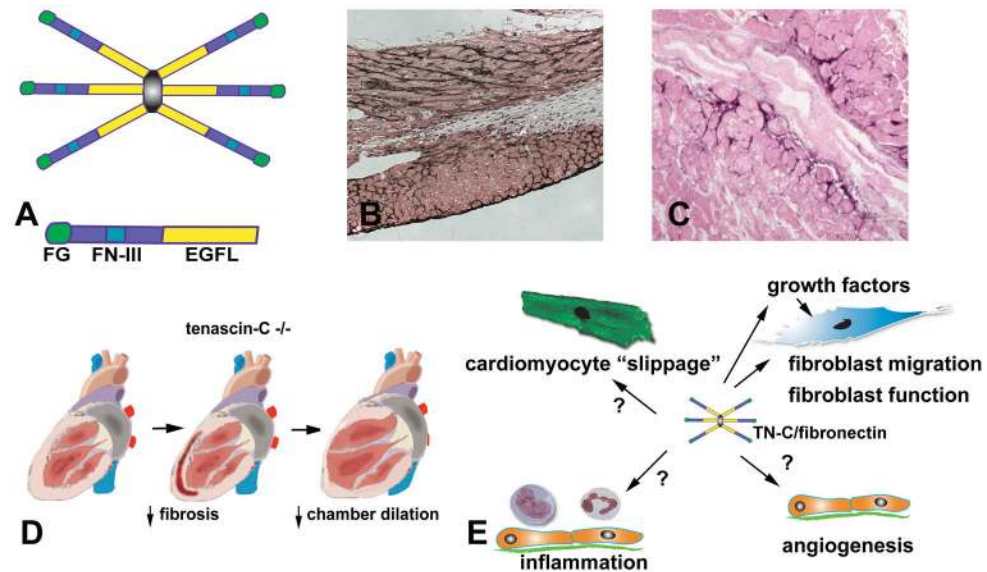 A
FG FN-III EGFL
B
C
tenascin-C -/-
↓ fibrosis
↓ chamber dilation
D
growth factors
cardiomyocyte “slippage”
fibroblast migration
fibroblast function
?
TN-C/fibronectin
?
?
E
inflammation
angiogenesis